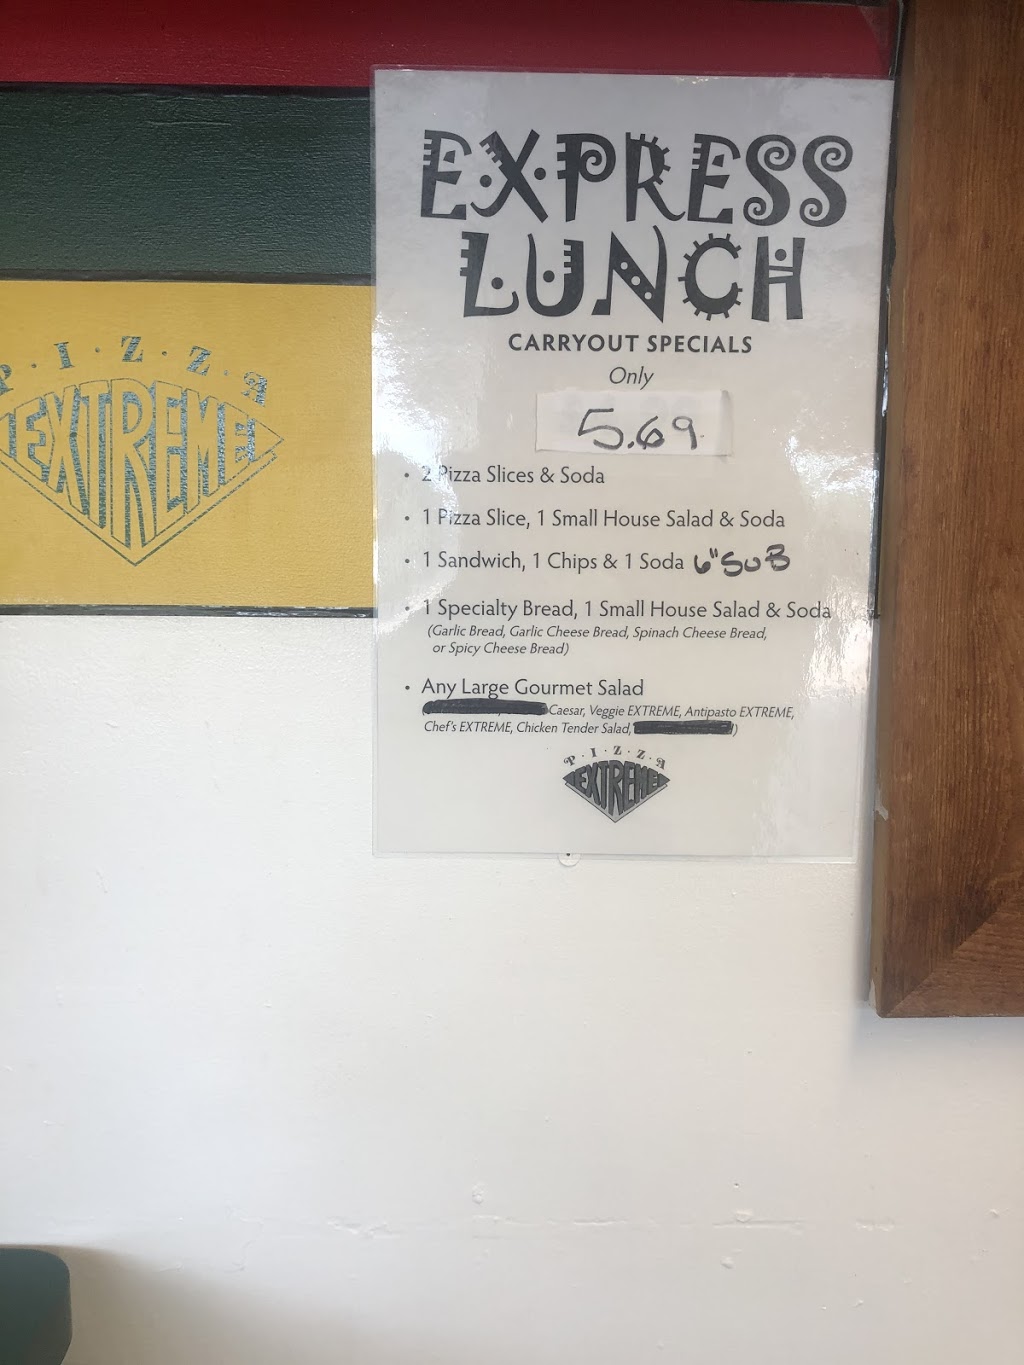 P·I·Z·Z·A
EXTREME
EXPRESS
LUNCH
CARRYOUT SPECIALS
Only
5.69
• 2 Pizza Slices & Soda
• 1 Pizza Slice, 1 Small House Salad & Soda
• 1 Sandwich, 1 Chips & 1 Soda 6" SUB
• 1 Specialty Bread, 1 Small House Salad & Soda
(Garlic Bread, Garlic Cheese Bread, Spinach Cheese Bread,
or Spicy Cheese Bread)
• Any Large Gourmet Salad
Caesar, Veggie EXTREME, Antipasto EXTREME,
Chef's EXTREME, Chicken Tender Salad, )
P·I·Z·Z·A
EXTREME